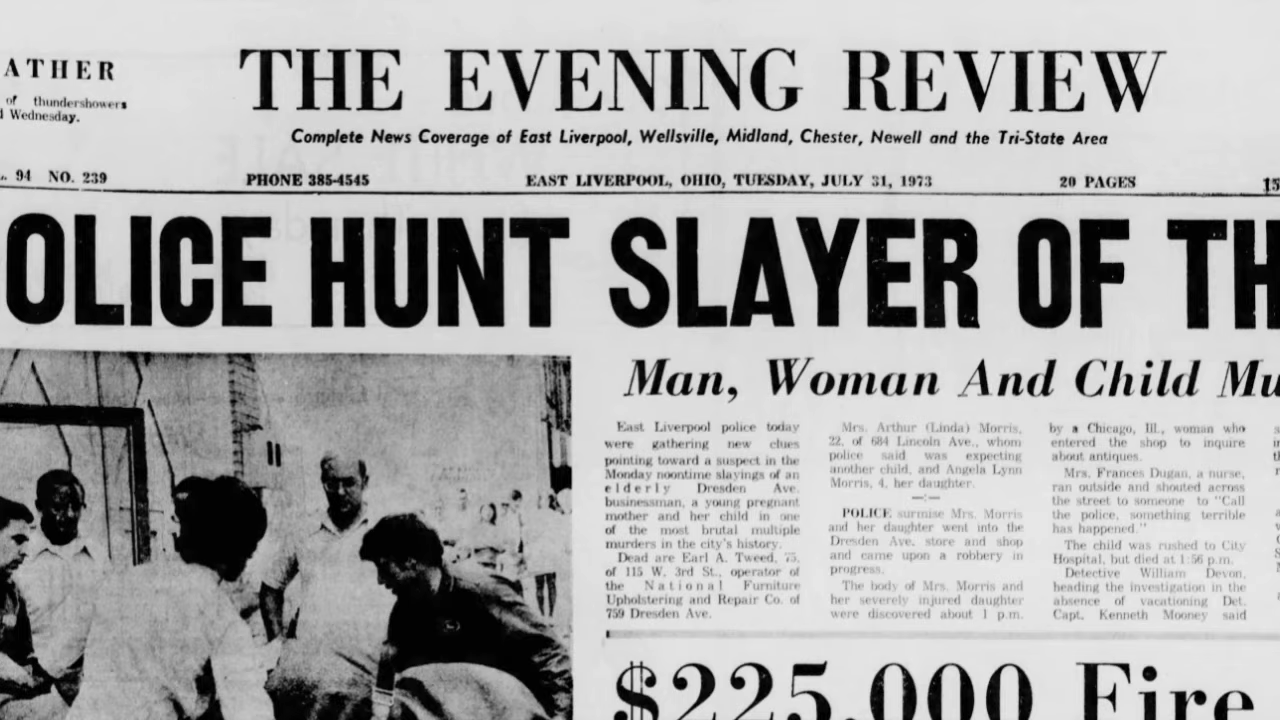 ATHER
of thundershowers
d Wednesday.
THE EVENING REVIEW
Complete News Coverage of East Liverpool, Wellsville, Midland, Chester, Newell and the Tri-State Area
. 94 NO. 239
PHONE 385-4545
EAST LIVERPOOL, OHIO, TUESDAY, JULY 31, 1973
20 PAGES
15
OLICE HUNT SLAYER OF TH
Man, Woman And Child Mu
East Liverpool police today
were gathering new clues
pointing toward a suspect in the
Monday noontime slayings of an
elderly Dresden Ave.
businessman, a young pregnant
mother and her child in one
of the most brutal multiple
murders in the city's history.
Dead are Earl A. Tweed, 75,
of 115 W. 3rd St., operator of
the National Furniture
Upholstering and Repair Co. of
759 Dresden Ave.
Mrs. Arthur (Linda) Morris,
22, of 684 Lincoln Ave., whom
police said was expecting
another child, and Angela Lynn
Morris, 4, her daughter.
POLICE surmise Mrs. Morris
and her daughter went into the
Dresden Ave. store and shop
and came upon a robbery in
progress.
The body of Mrs. Morris and
her severely injured daughter
were discovered about 1 p.m.
by a Chicago, Ill., woman who
entered the shop to inquire
about antiques.
Mrs. Frances Dugan, a nurse,
ran outside and shouted across
the street to someone to "Call
the police, something terrible
has happened."
The child was rushed to City
Hospital, but died at 1:56 p.m.
Detective William Devon,
heading the investigation in the
absence of vacationing Det.
Capt. Kenneth Mooney said
$225,000 Fire